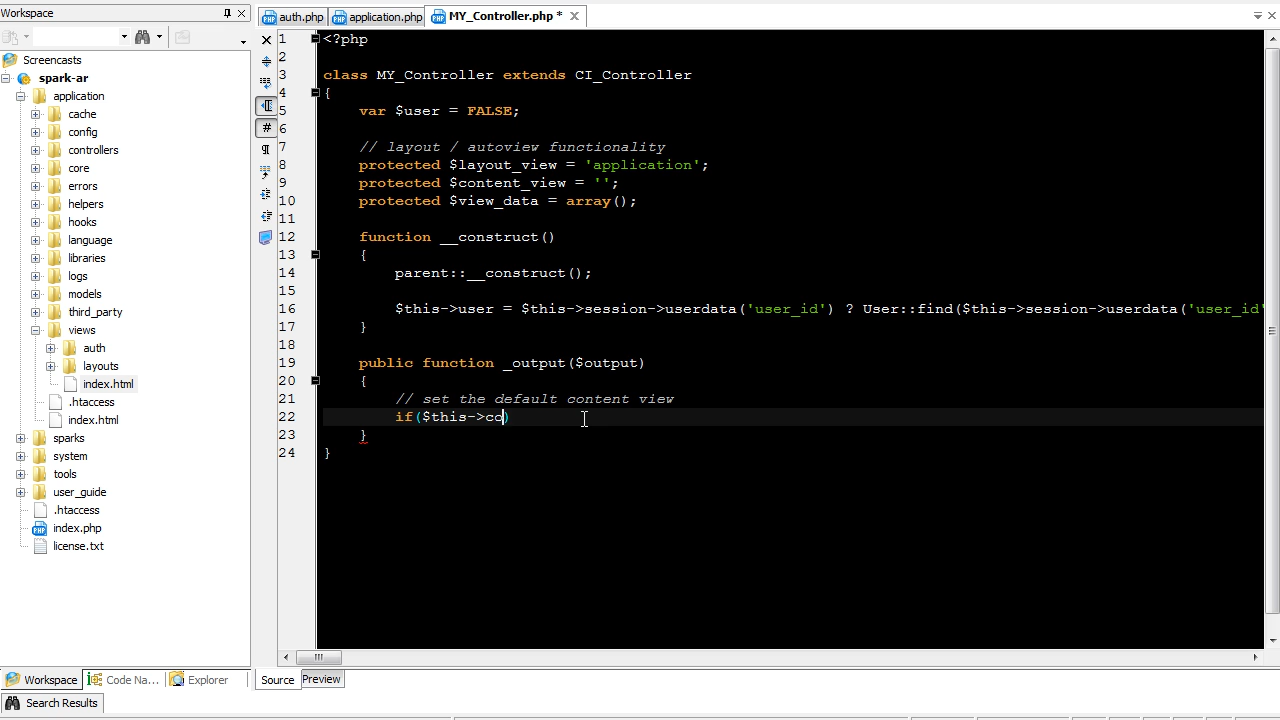 Workspace
auth.php
application.php
MY_Controller.php *
Screencasts
spark-ar
application
cache
config
controllers
core
errors
helpers
hooks
language
libraries
logs
models
third_party
views
auth
layouts
index.html
.htaccess
index.html
sparks
system
tools
user_guide
.htaccess
index.php
license.txt
1 <?php
2
3 class MY_Controller extends CI_Controller
4 {
5 var $user = FALSE;
6
7 // layout / autoview functionality
8 protected $layout_view = 'application';
9 protected $content_view = '';
10 protected $view_data = array();
11
12 function __construct()
13 {
14 parent::__construct();
15
16 $this->user = $this->session->userdata('user_id') ? User::find($this->session->userdata('user_id'
17 }
18
19 public function _output($output)
20 {
21 // set the default content view
22 if($this->co)
23 }
24 }
Workspace
Code Na...
Explorer
Source
Preview
Search Results